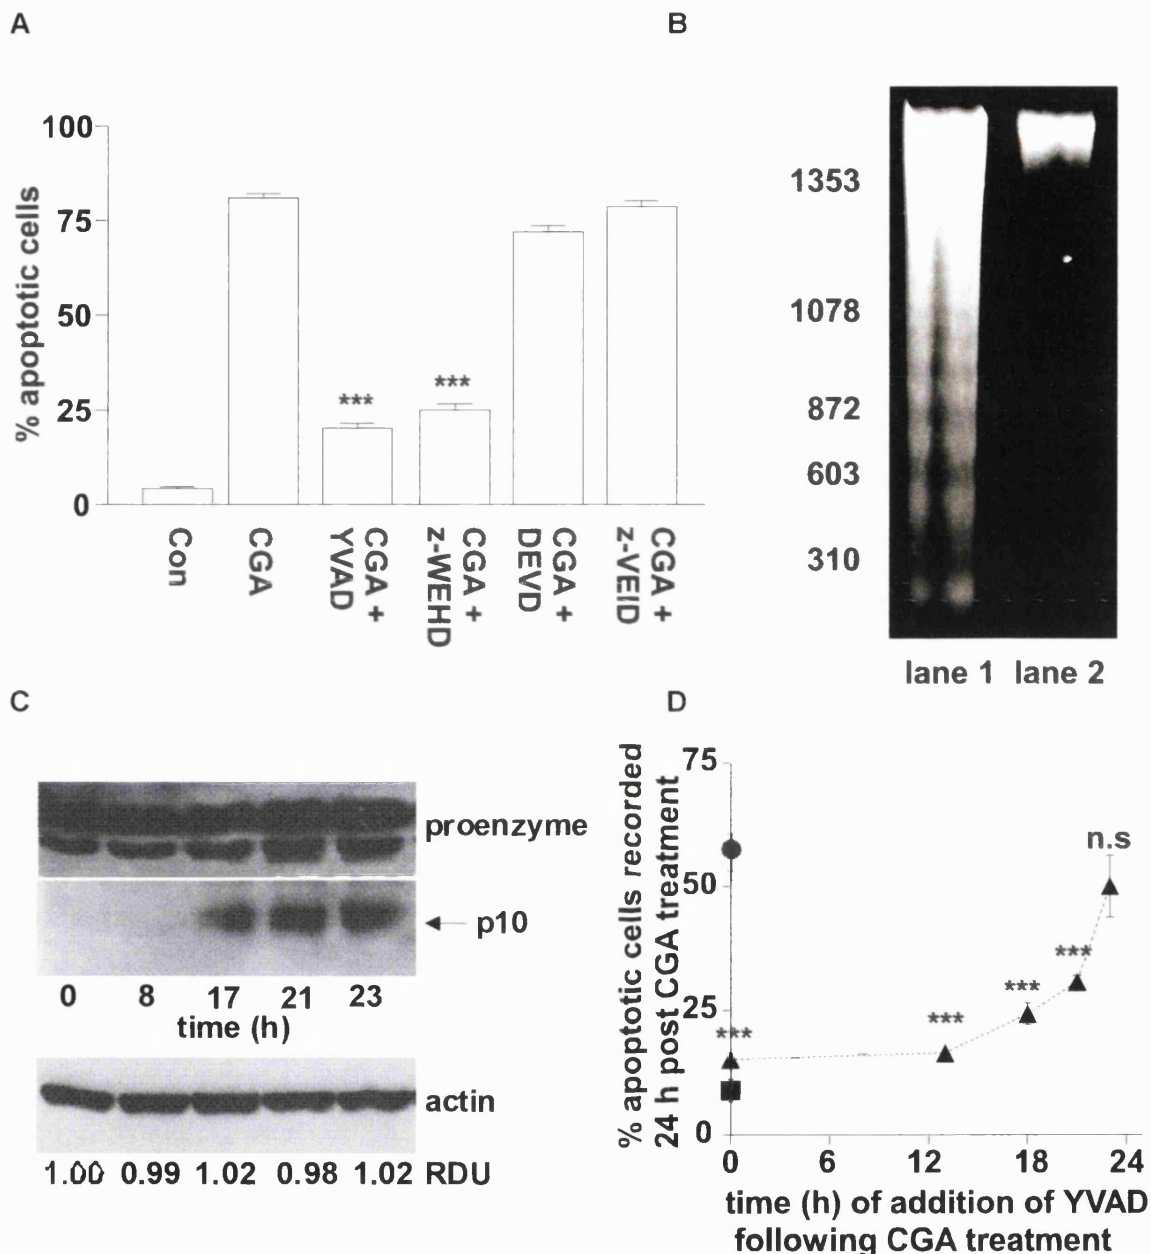 A
% apoptotic cells
100
75
50
25
0
***
***
Con
CGA
CGA +
YVAD
CGA +
z-WEHD
CGA +
DEVD
CGA +
z-VEID
B
1353
1078
872
603
310
lane 1 lane 2
C
proenzyme
p10
0 8 17 21 23
time (h)
actin
1.00 0.99 1.02 0.98 1.02 RDU
D
% apoptotic cells recorded
24 h post CGA treatment
75
50
25
0
***
***
***
***
n.s
0 6 12 18 24
time (h) of addition of YVAD
following CGA treatment